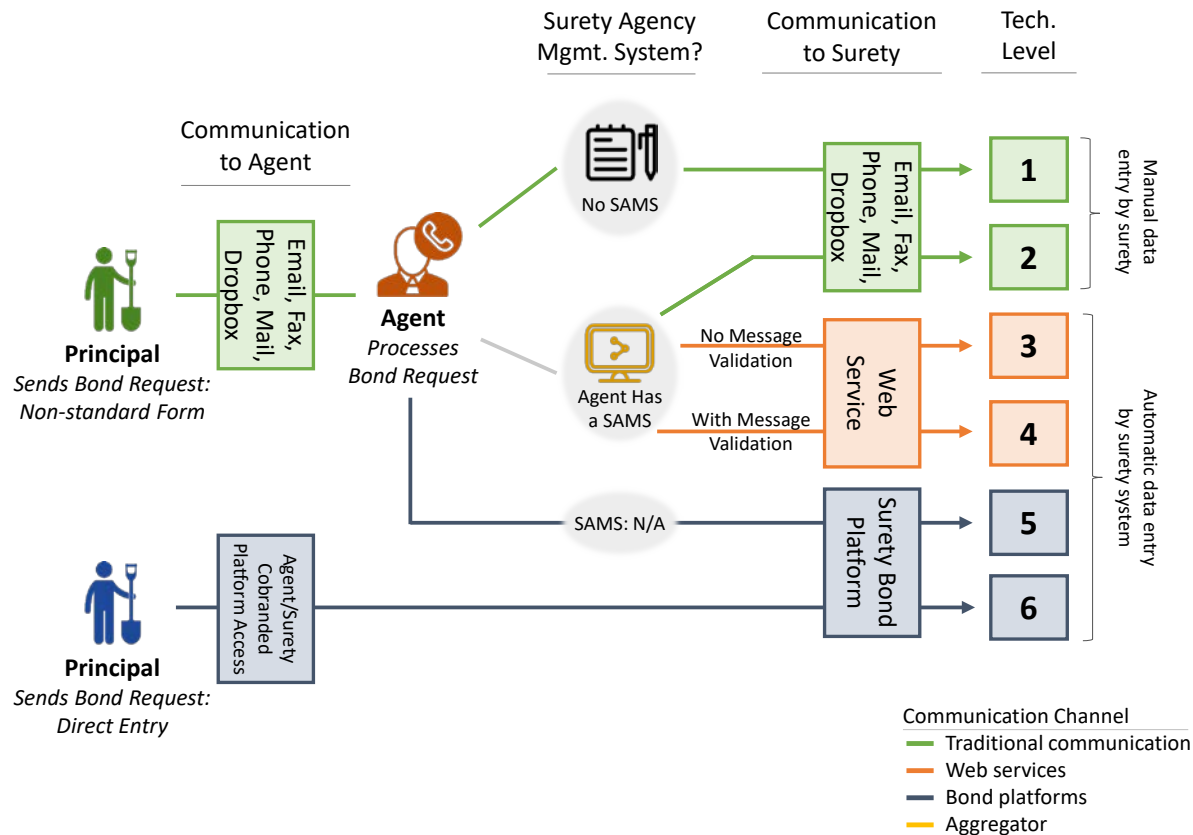 Surety Agency
Mgmt. System?
Communication
to Surety
Tech.
Level
Communication
to Agent
No SAMS
Email, Fax,
Phone, Mail,
Dropbox
1
2
Manual data
entry by surety
Principal
Sends Bond Request:
Non-standard Form
Email, Fax,
Phone, Mail,
Dropbox
Agent
Processes
Bond Request
Agent Has
a SAMS
No Message
Validation
With Message
Validation
Web
Service
3
4
Automatic data entry
by surety system
SAMS: N/A
Surety Bond
Platform
5
6
Principal
Sends Bond Request:
Direct Entry
Agent/Surety
Cobranded
Platform Access
Communication Channel
Traditional communication
Web services
Bond platforms
Aggregator